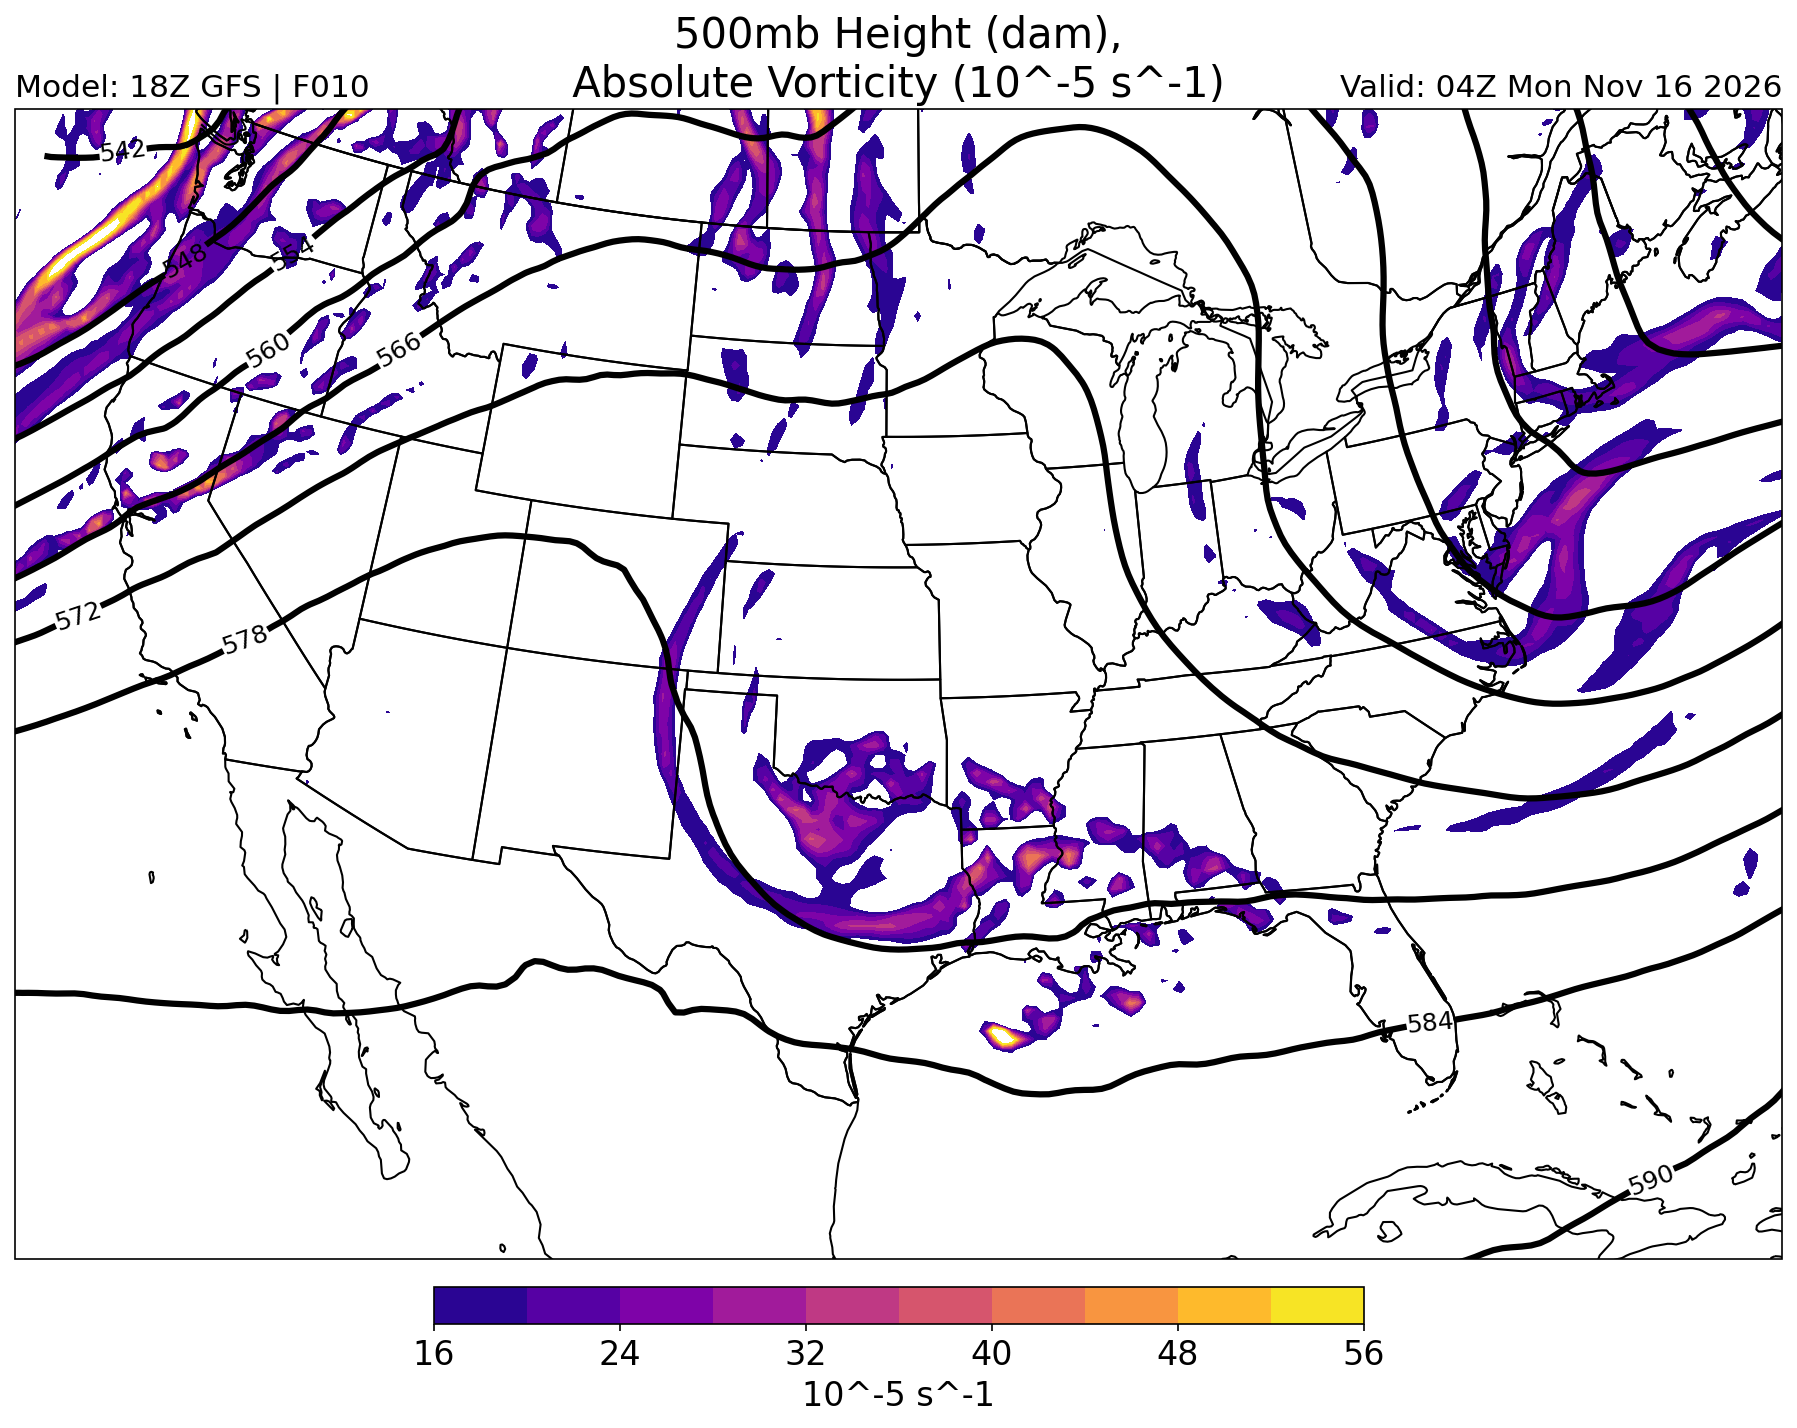 500mb Height (dam),
Absolute Vorticity (10^-5 s^-1)
Model: 18Z GFS | F010
Valid: 04Z Mon Nov 16 2026
542
548
554
560
566
572
578
584
590
16 24 32 40 48 56
10^-5 s^-1